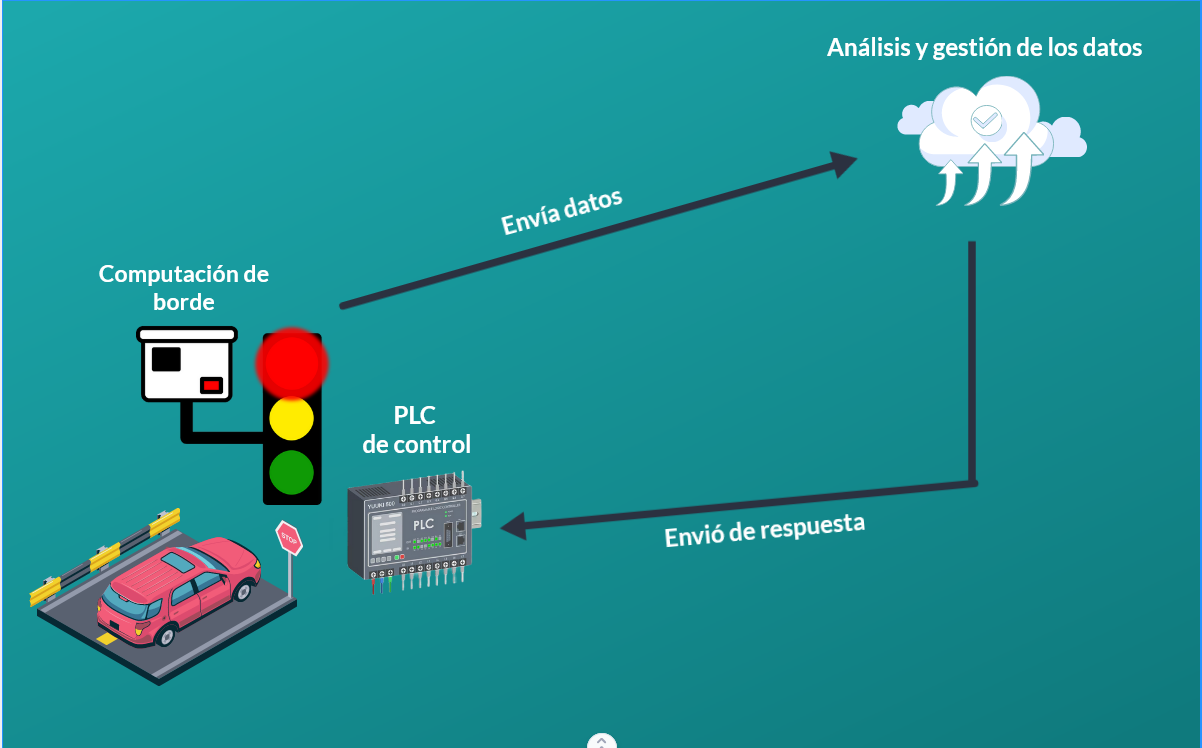 Análisis y gestión de los datos
Envía datos
Computación de
borde
PLC
de control
STOP
PLC
Envió de respuesta